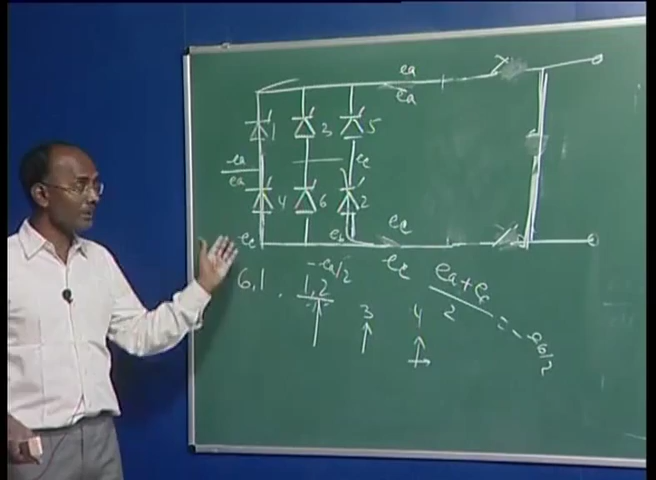 ea
ea
1 3 5
ea
ea
ec
4 6 2
ec
eb
ec
ec
-ea/2
6,1 . 1,2 3 4
ea+ec
2
= -eb/2